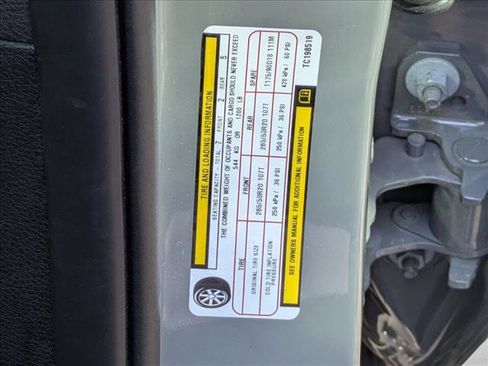 TIRE AND LOADING INFORMATION
SEATING CAPACITY - TOTAL 7 FRONT 2 REAR 5
THE COMBINED WEIGHT OF OCCUPANTS AND CARGO SHOULD NEVER EXCEED
544 KG OR 1200 LB
TIRE FRONT REAR SPARE
ORIGINAL TIRE SIZE 265/50R20 107T 265/50R20 107T T175/90D18 111M
COLD TIRE INFLATION PRESSURE 250 kPa / 36 PSI 250 kPa / 36 PSI 420 kPa / 60 PSI
SEE OWNERS MANUAL FOR ADDITIONAL INFORMATION
TC198519